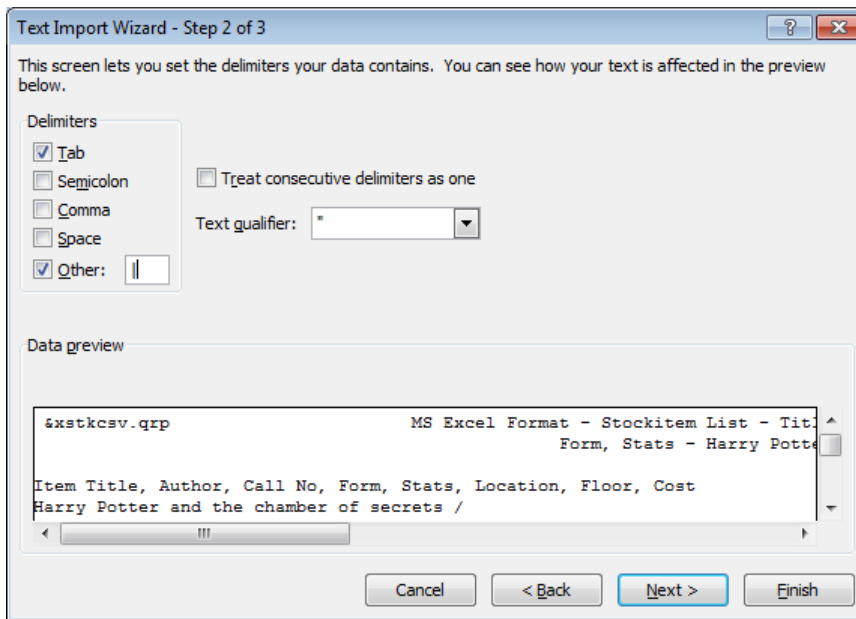 Text Import Wizard - Step 2 of 3
This screen lets you set the delimiters your data contains. You can see how your text is affected in the preview
below.
Delimiters
Tab
Semicolon
Comma
Space
Other: |
Treat consecutive delimiters as one
Text qualifier: "
Data preview
&xstkcsv.qrp MS Excel Format - Stockitem List - Titl
Form, Stats - Harry Potte
Item Title, Author, Call No, Form, Stats, Location, Floor, Cost
Harry Potter and the chamber of secrets /
Cancel < Back Next > Finish